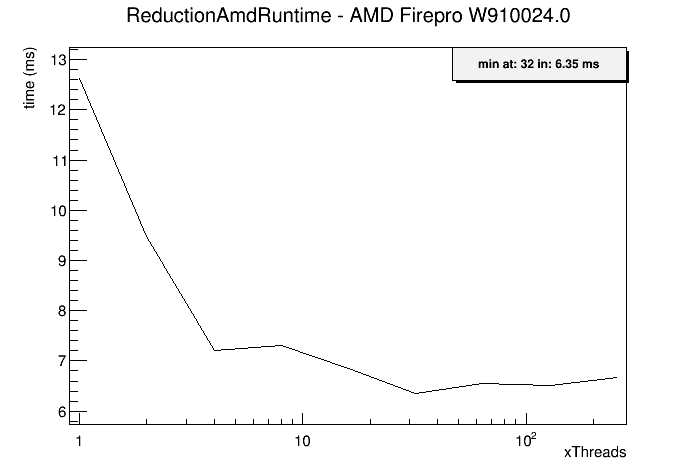 ReductionAmdRuntime - AMD Firepro W910024.0
min at: 32 in: 6.35 ms
time (ms)
13
12
11
10
9
8
7
6
1
10
10²
xThreads